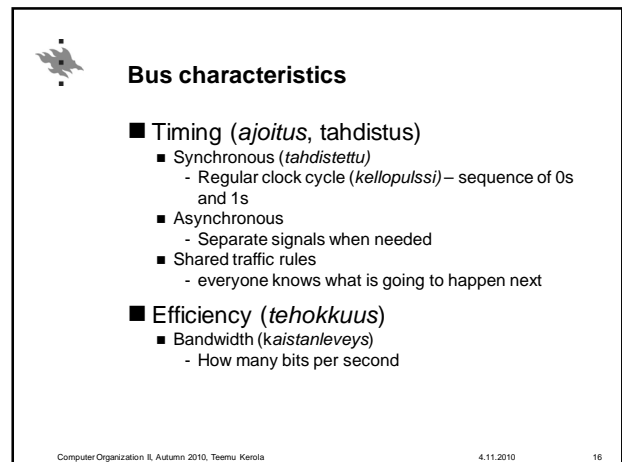 Bus characteristics
■ Timing (ajoitus, tahdistus)
■ Synchronous (tahdistettu)
- Regular clock cycle (kellopulssi) – sequence of 0s
and 1s
■ Asynchronous
- Separate signals when needed
■ Shared traffic rules
- everyone knows what is going to happen next
■ Efficiency (tehokkuus)
■ Bandwidth (kaistanleveys)
- How many bits per second
Computer Organization II, Autumn 2010, Teemu Kerola 4.11.2010 16